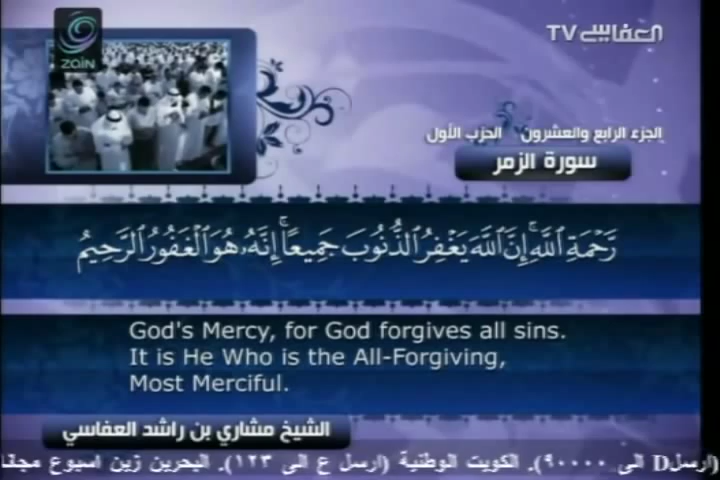 zain
العفاسي TV
الجزء الرابع والعشرون الحزب الأول
سورة الزمر
رَّحْمَةِ ٱللَّهِ ۚ إِنَّ ٱللَّهَ يَغْفِرُ ٱلذُّنُوبَ جَمِيعًا ۚ إِنَّهُۥ هُوَ ٱلْغَفُورُ ٱلرَّحِيمُ
God's Mercy, for God forgives all sins.
It is He Who is the All-Forgiving,
Most Merciful.
الشيخ مشاري بن راشد العفاسي
(ارسل D الى ٩٠٠٠٠). الكويت الوطنية (ارسل ع الى ١٢٣). البحرين زين اسبوع مجانا